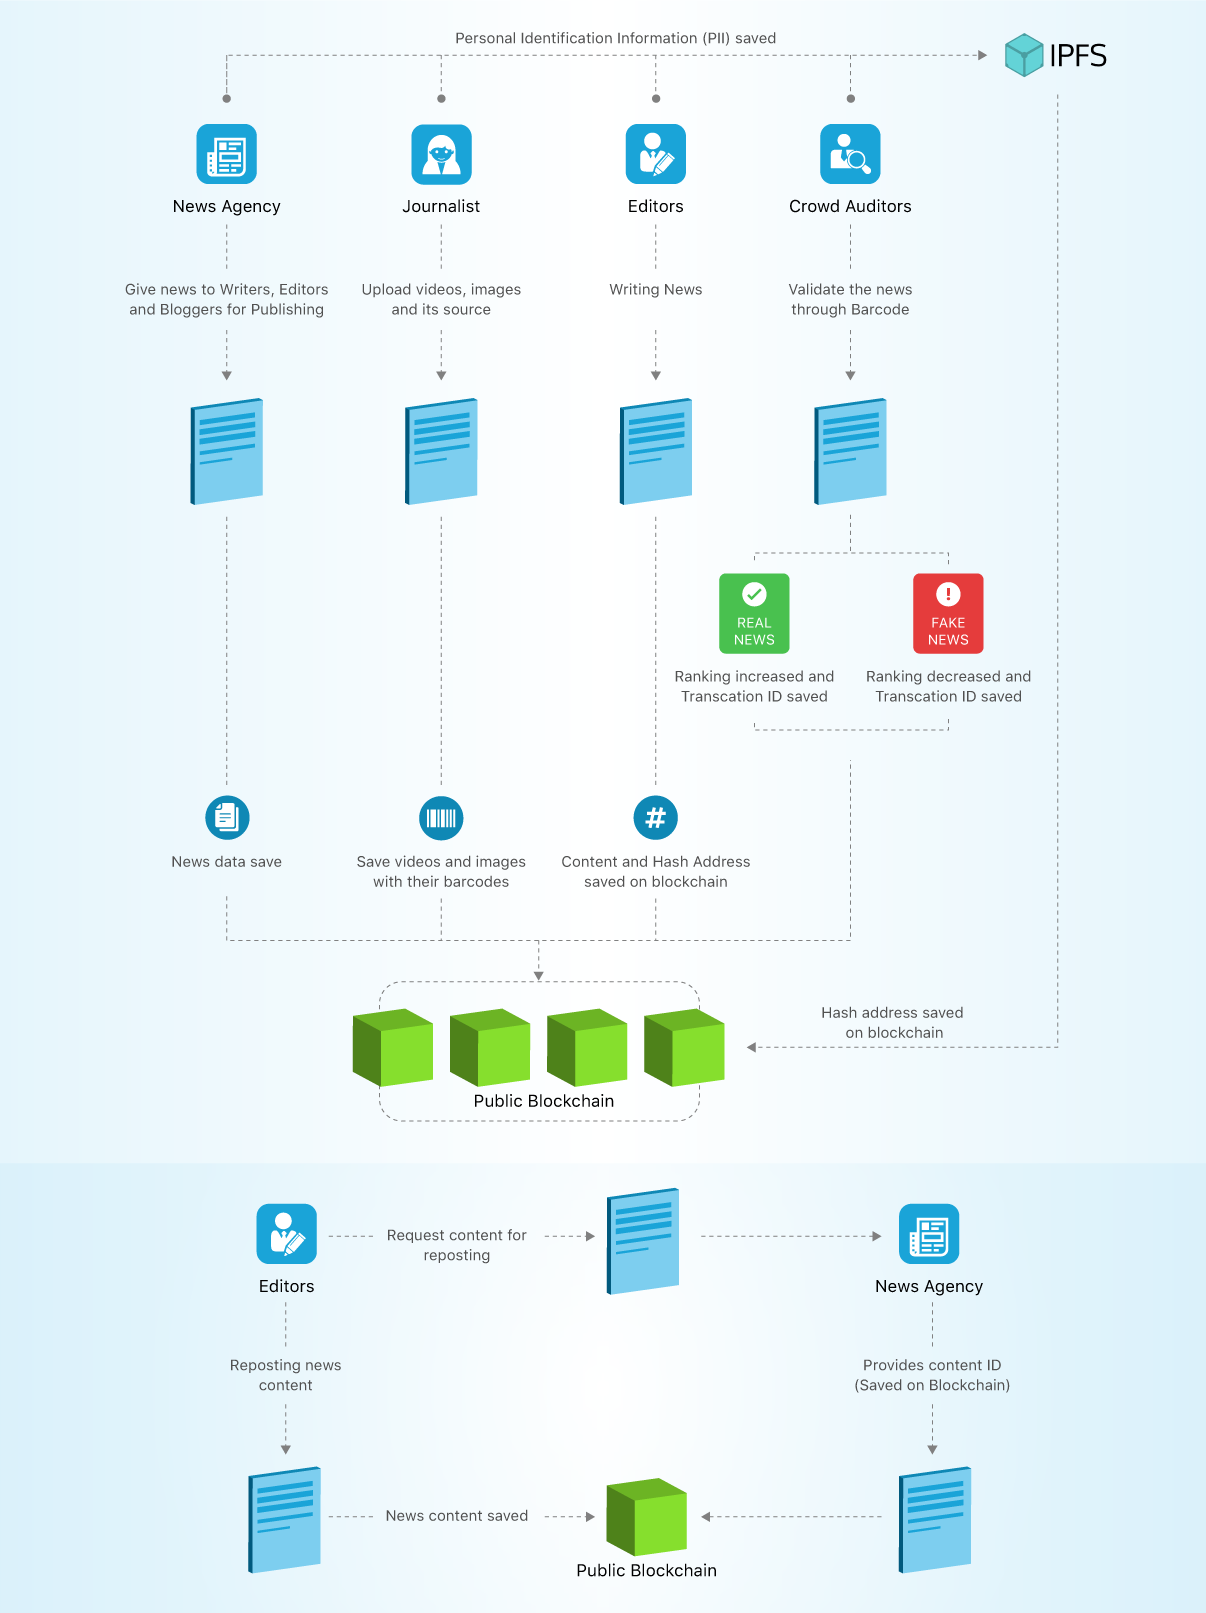 Personal Identification Information (PII) saved
IPFS
News Agency
Journalist
Editors
Crowd Auditors
Give news to Writers, Editors
and Bloggers for Publishing
Upload videos, images
and its source
Writing News
Validate the news
through Barcode
REAL
NEWS
FAKE
NEWS
Ranking increased and
Transcation ID saved
Ranking decreased and
Transcation ID saved
#
News data save
Save videos and images
with their barcodes
Content and Hash Address
saved on blockchain
Hash address saved
on blockchain
Public Blockchain
Editors
Request content for
reposting
News Agency
Reposting news
content
Provides content ID
(Saved on Blockchain)
News content saved
Public Blockchain